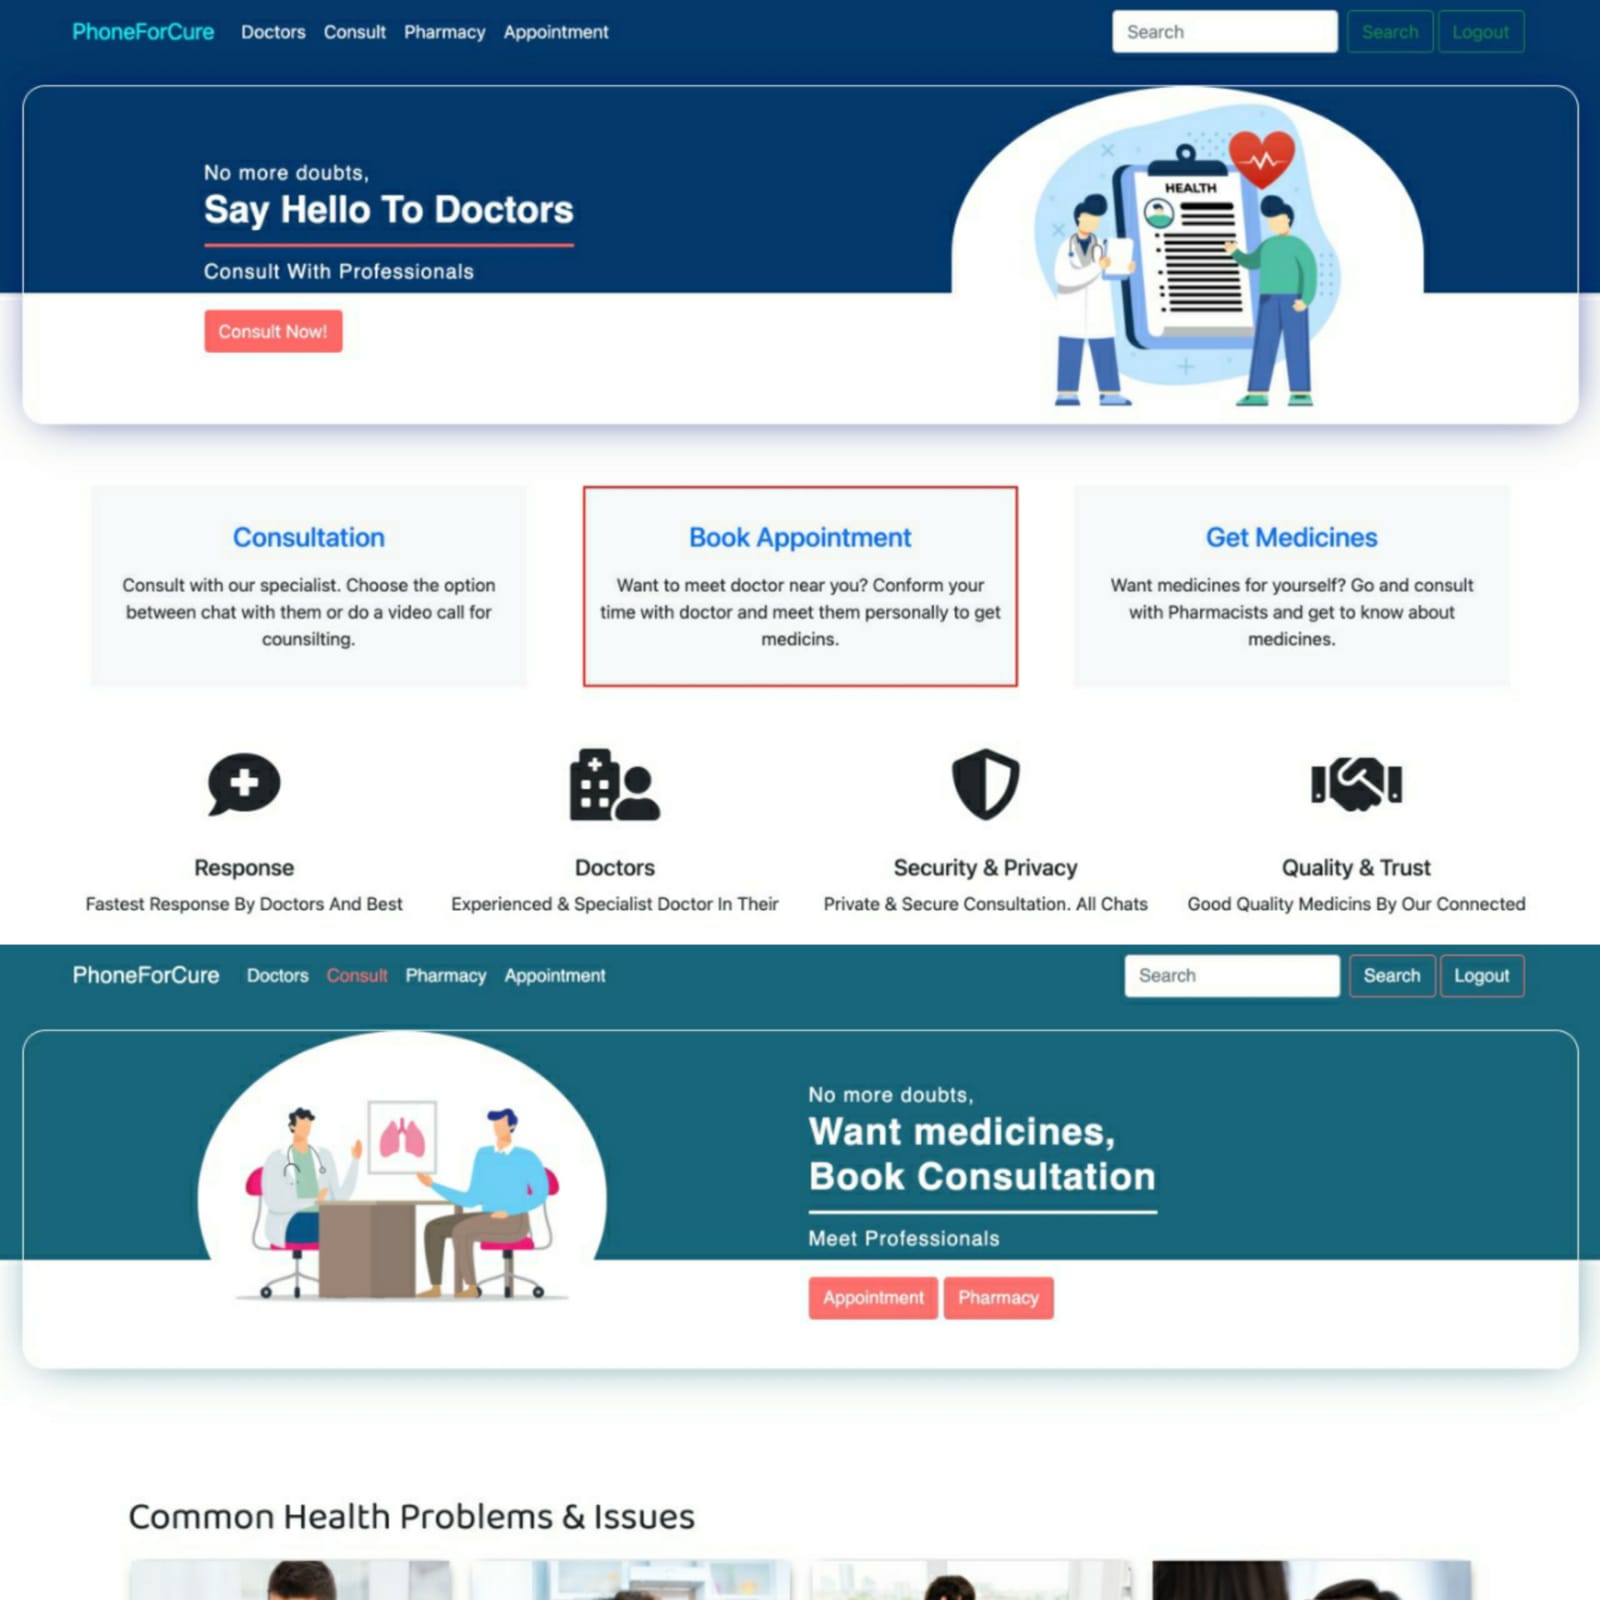 PhoneForCure Doctors Consult Pharmacy Appointment Search Search Logout
No more doubts,
Say Hello To Doctors
Consult With Professionals
Consult Now!
HEALTH
Consultation
Consult with our specialist. Choose the option
between chat with them or do a video call for
counsilting.
Book Appointment
Want to meet doctor near you? Conform your
time with doctor and meet them personally to get
medicins.
Get Medicines
Want medicines for yourself? Go and consult
with Pharmacists and get to know about
medicines.
Response
Fastest Response By Doctors And Best
Doctors
Experienced & Specialist Doctor In Their
Security & Privacy
Private & Secure Consultation. All Chats
Quality & Trust
Good Quality Medicins By Our Connected
PhoneForCure Doctors Consult Pharmacy Appointment Search Search Logout
No more doubts,
Want medicines,
Book Consultation
Meet Professionals
Appointment Pharmacy
Common Health Problems & Issues